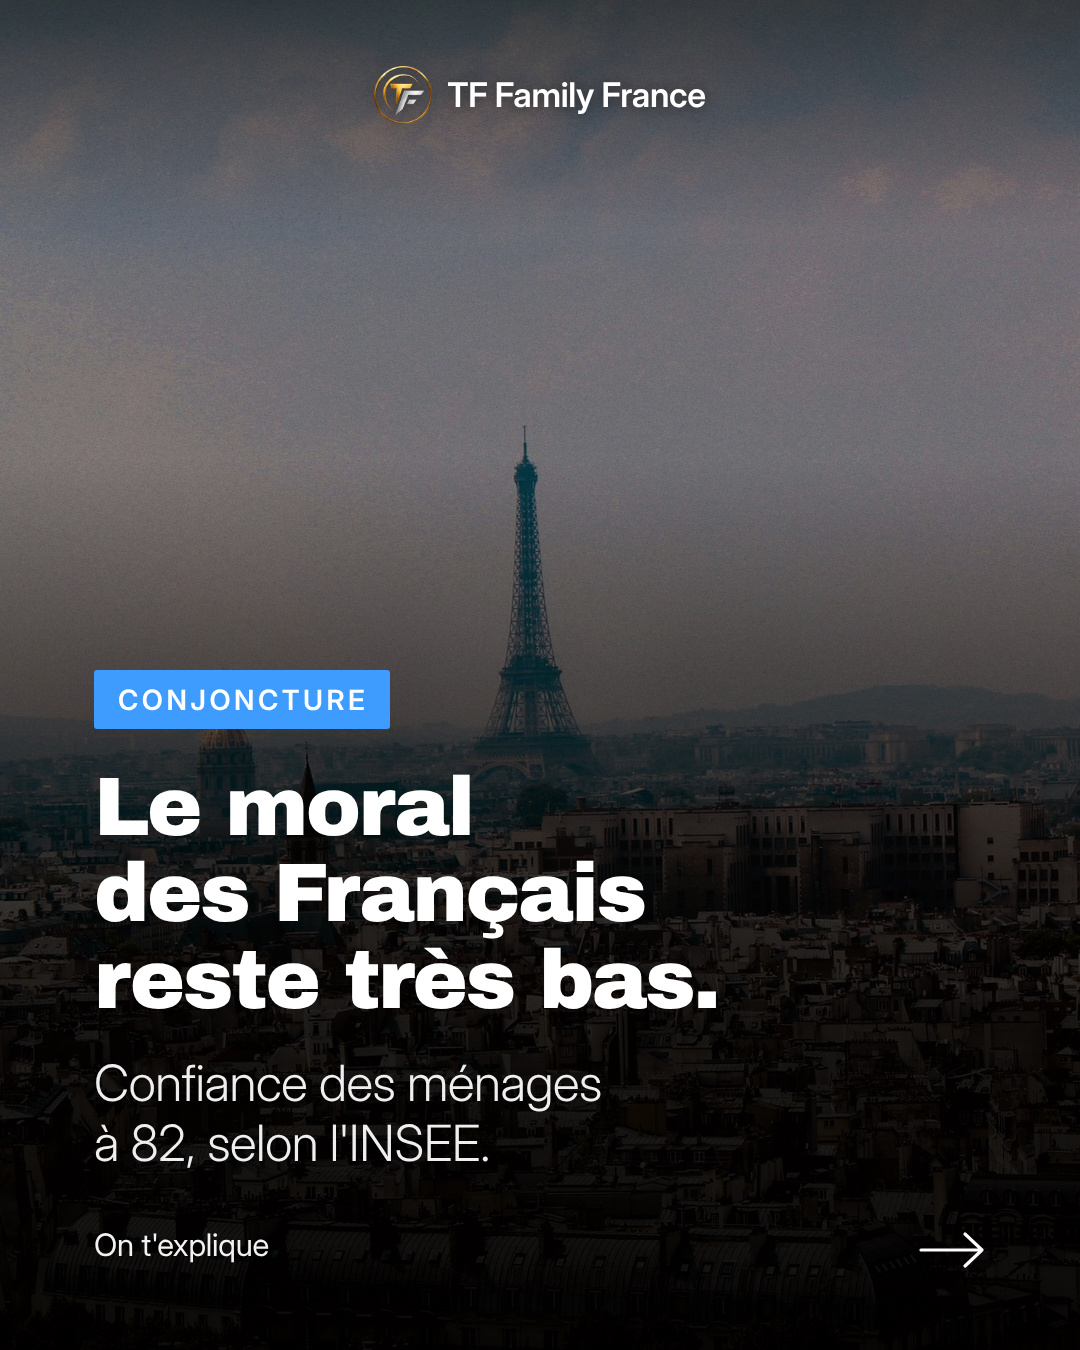 TF TF Family France
CONJONCTURE
Le moral
des Français
reste très bas.
Confiance des ménages
à 82, selon l'INSEE.
On t'explique